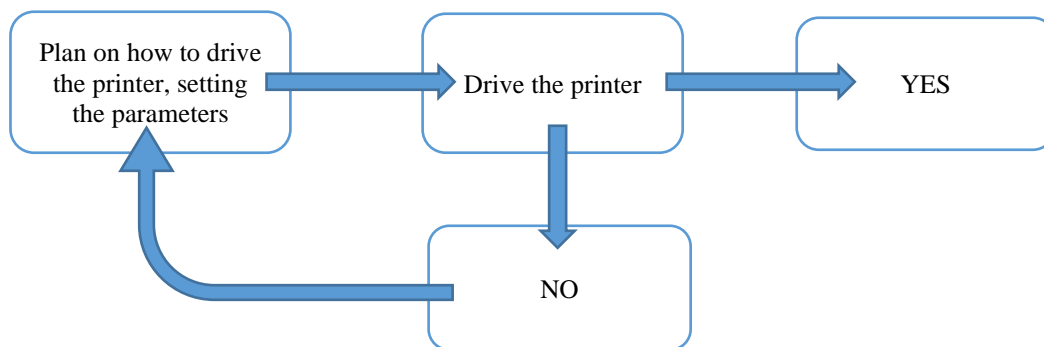 Plan on how to drive
the printer, setting
the parameters
Drive the printer
YES
NO